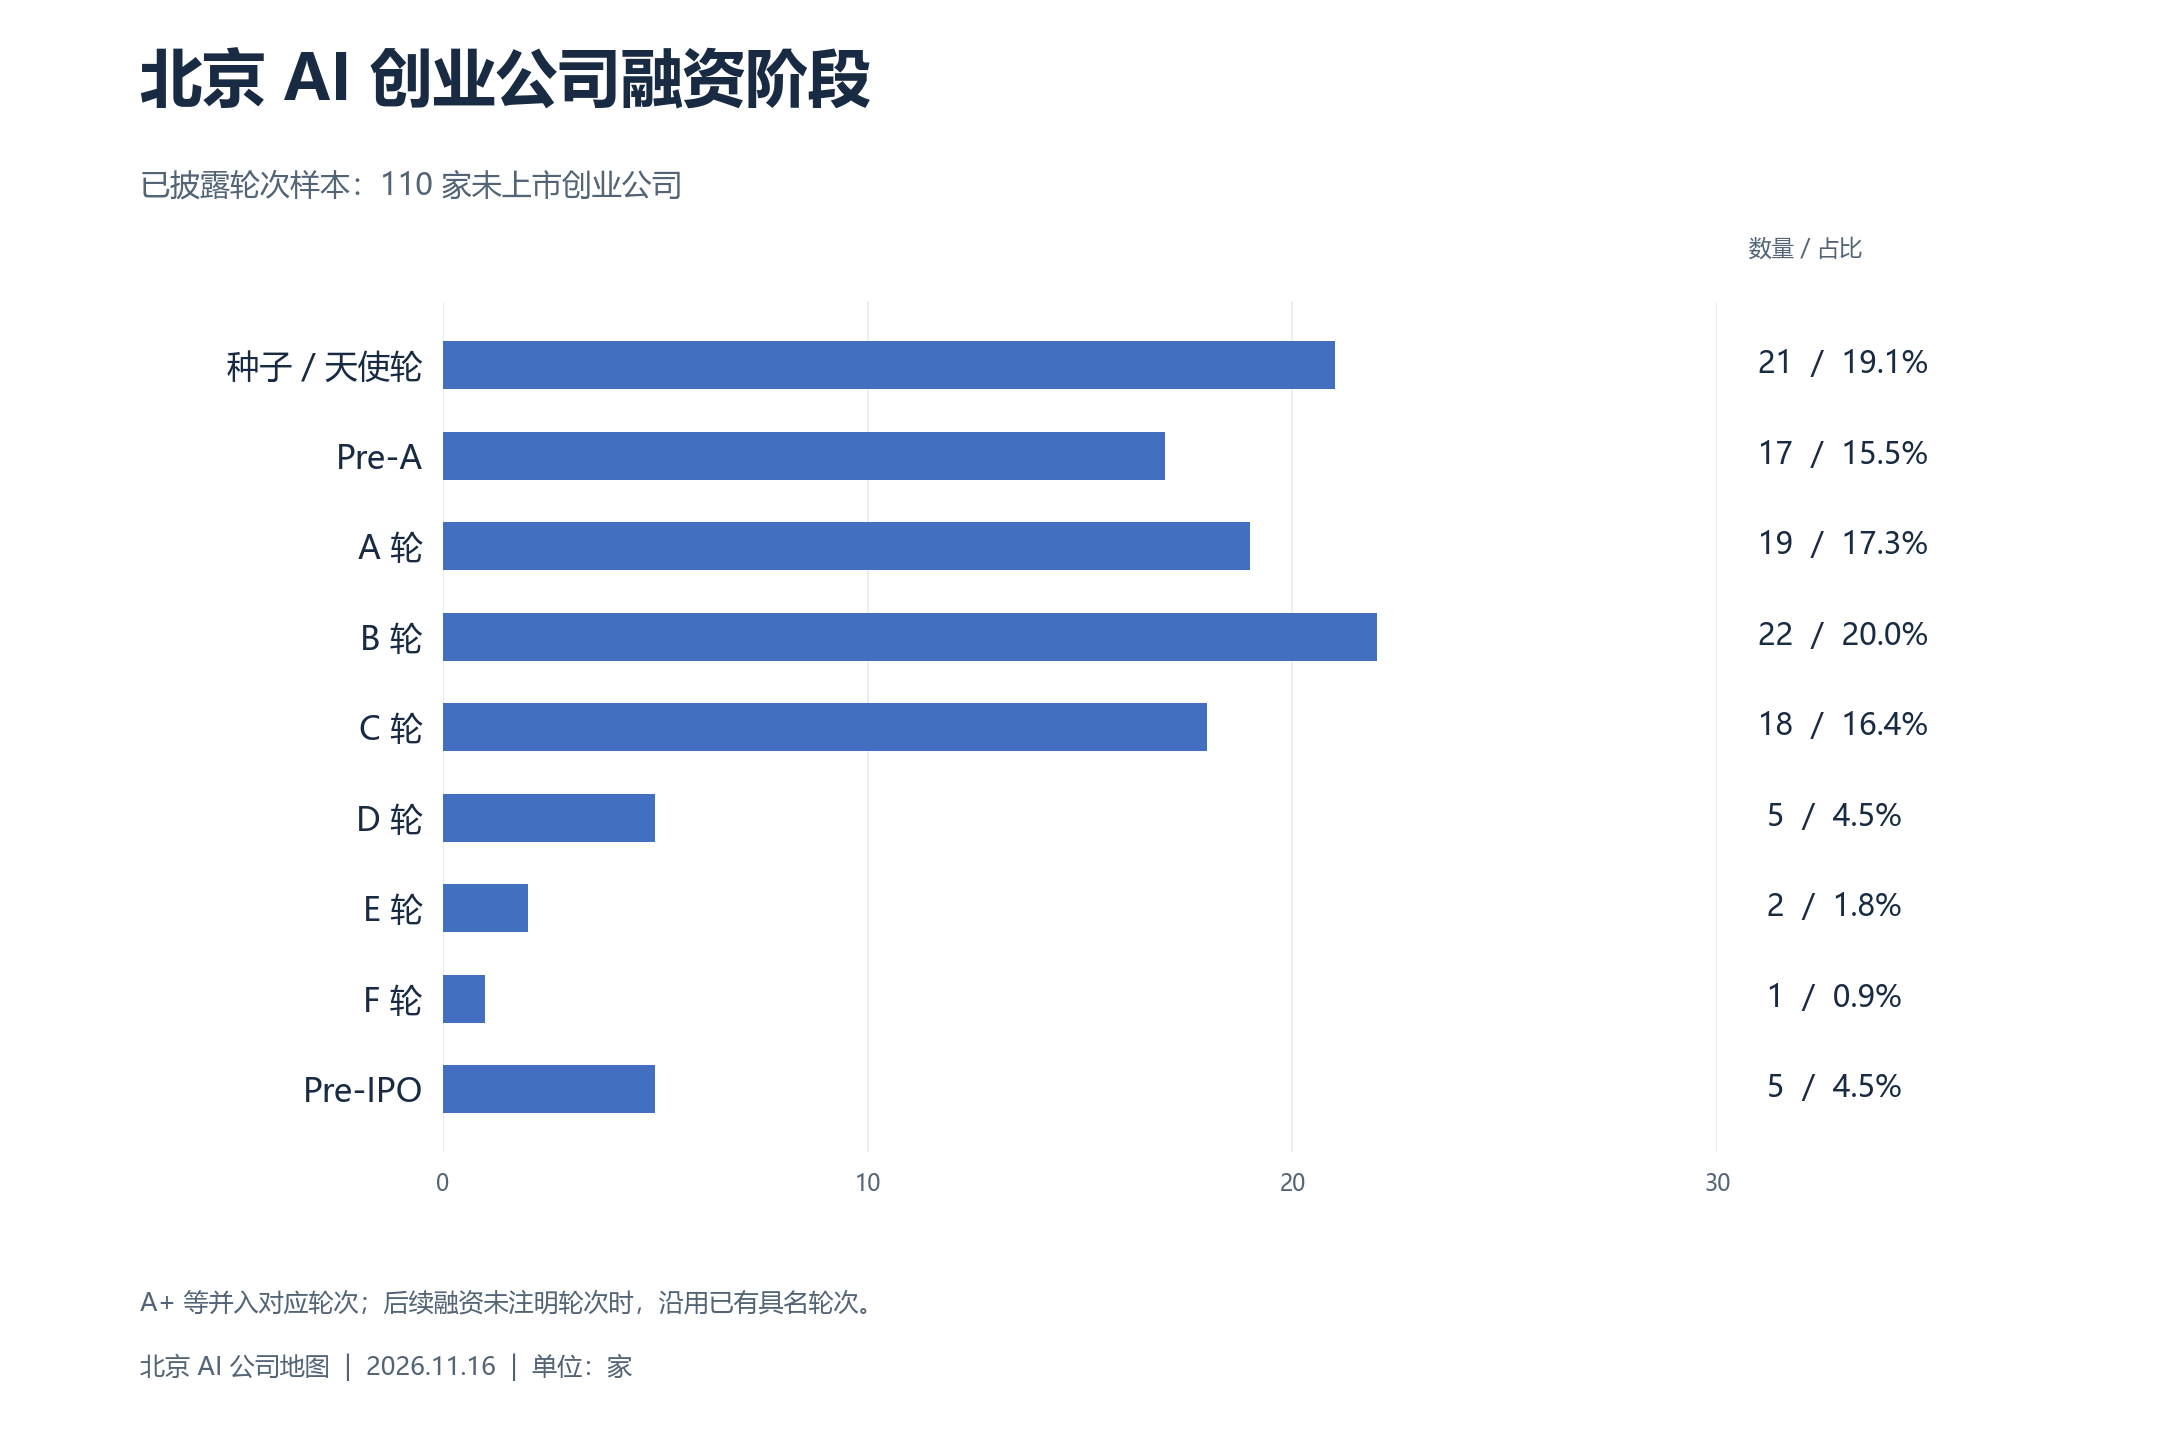 北京 AI 创业公司融资阶段
已披露轮次样本：110 家未上市创业公司
数量 / 占比
种子 / 天使轮 21 / 19.1%
Pre-A 17 / 15.5%
A 轮 19 / 17.3%
B 轮 22 / 20.0%
C 轮 18 / 16.4%
D 轮 5 / 4.5%
E 轮 2 / 1.8%
F 轮 1 / 0.9%
Pre-IPO 5 / 4.5%
0 10 20 30
A+ 等并入对应轮次；后续融资未注明轮次时，沿用已有具名轮次。
北京 AI 公司地图 | 2026.11.16 | 单位：家